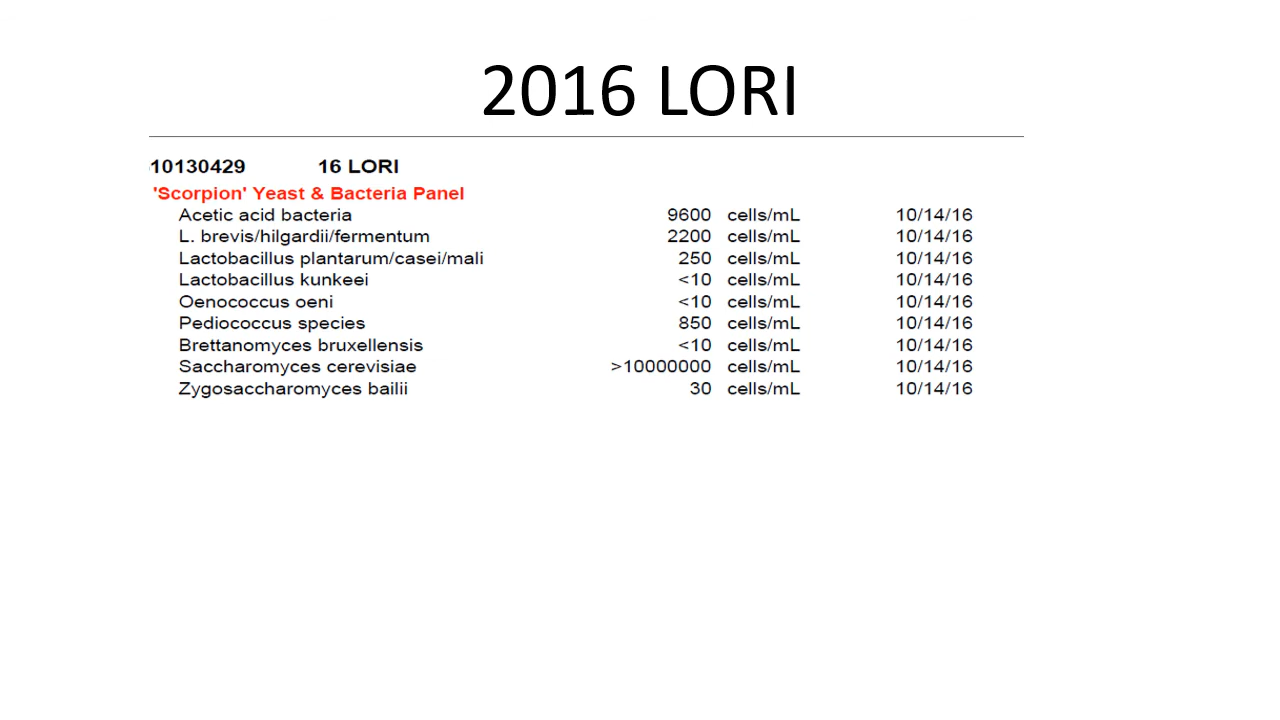 2016 LORI
10130429 16 LORI
'Scorpion' Yeast & Bacteria Panel
Acetic acid bacteria 9600 cells/mL 10/14/16
L. brevis/hilgardii/fermentum 2200 cells/mL 10/14/16
Lactobacillus plantarum/casei/mali 250 cells/mL 10/14/16
Lactobacillus kunkeei <10 cells/mL 10/14/16
Oenococcus oeni <10 cells/mL 10/14/16
Pediococcus species 850 cells/mL 10/14/16
Brettanomyces bruxellensis <10 cells/mL 10/14/16
Saccharomyces cerevisiae >10000000 cells/mL 10/14/16
Zygosaccharomyces bailii 30 cells/mL 10/14/16